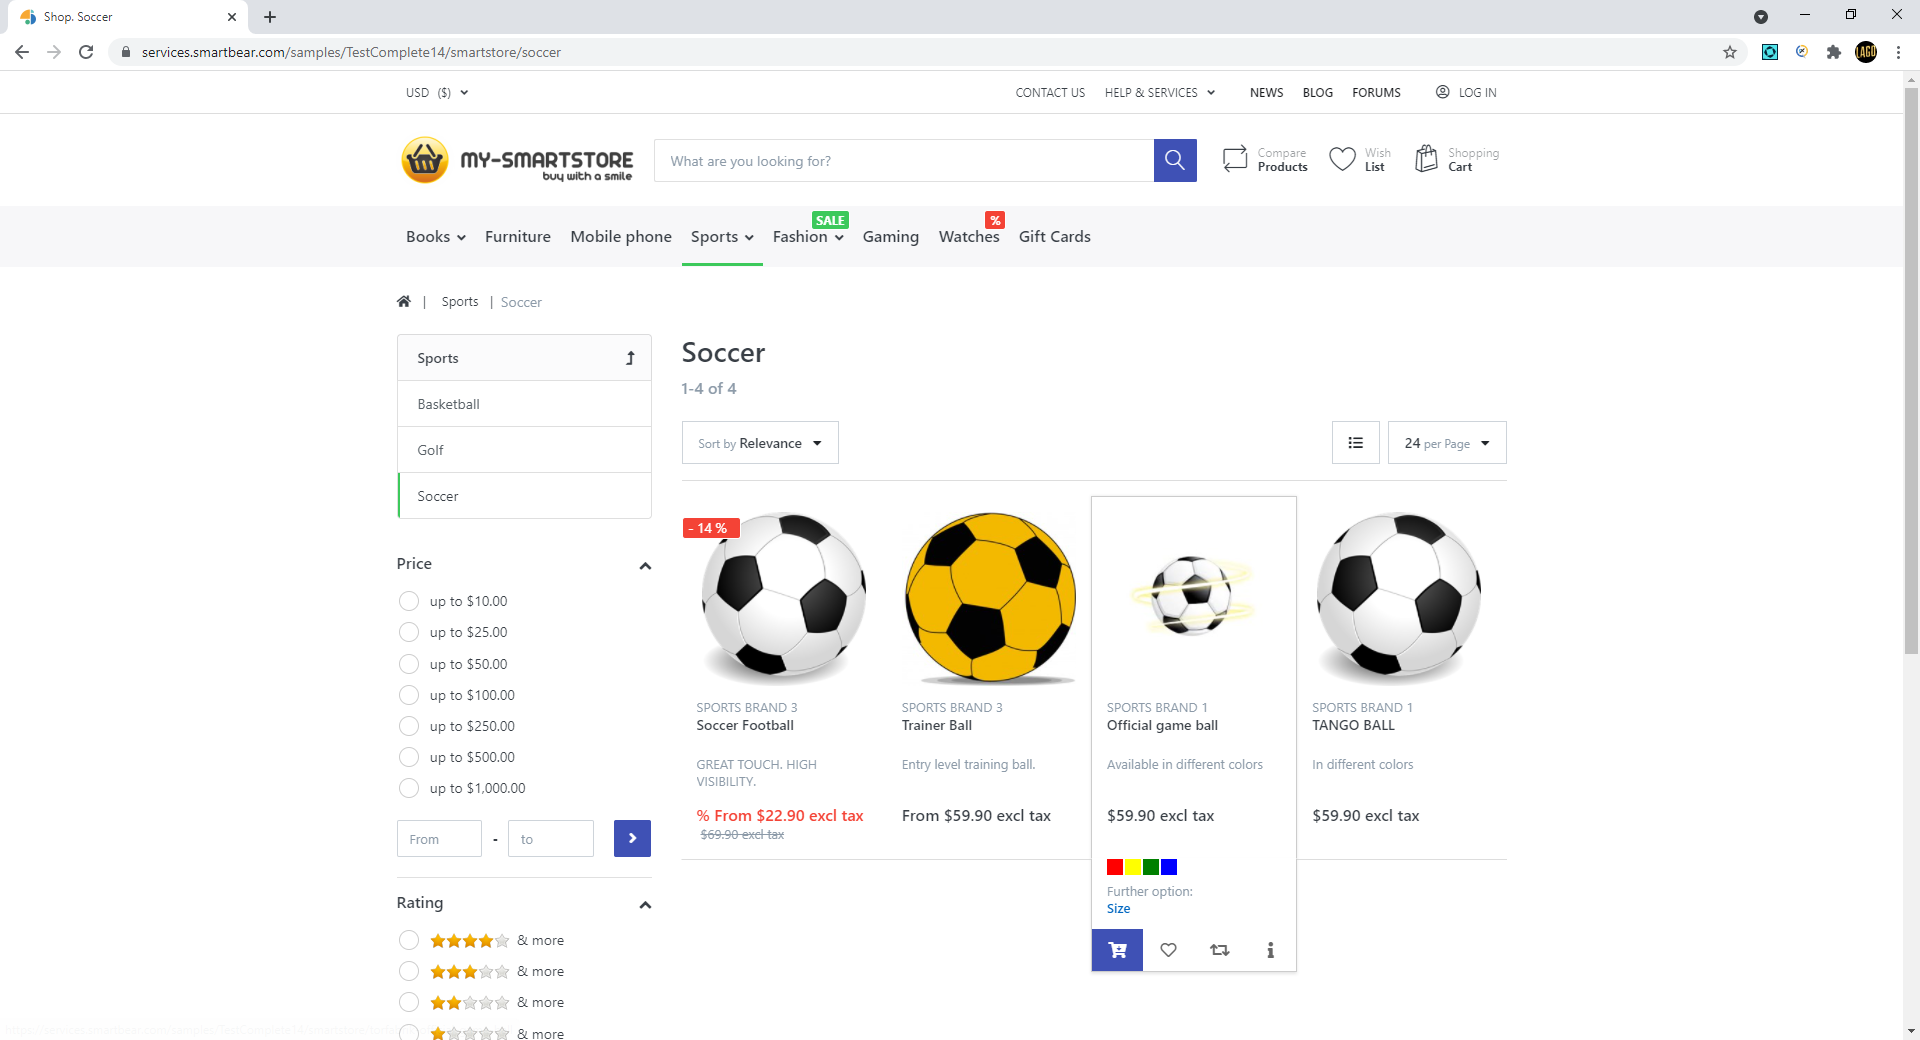 Shop. Soccer
services.smartbear.com/samples/TestComplete14/smartstore/soccer
LAGO
USD ($)
CONTACT US HELP & SERVICES NEWS BLOG FORUMS LOG IN
MY-SMARTSTORE
buy with a smile
What are you looking for?
Compare
Products
Wish
List
Shopping
Cart
SALE
%
Books Furniture Mobile phone Sports Fashion Gaming Watches Gift Cards
| Sports | Soccer
Sports
Basketball
Golf
Soccer
Price
up to $10.00
up to $25.00
up to $50.00
up to $100.00
up to $250.00
up to $500.00
up to $1,000.00
From - to
Rating
& more
& more
& more
& more
Soccer
1-4 of 4
Sort by Relevance
24 per Page
- 14 %
SPORTS BRAND 3
Soccer Football
GREAT TOUCH. HIGH
VISIBILITY.
% From $22.90 excl tax
$69.90 excl tax
SPORTS BRAND 3
Trainer Ball
Entry level training ball.
From $59.90 excl tax
SPORTS BRAND 1
Official game ball
Available in different colors
$59.90 excl tax
Further option:
Size
SPORTS BRAND 1
TANGO BALL
In different colors
$59.90 excl tax